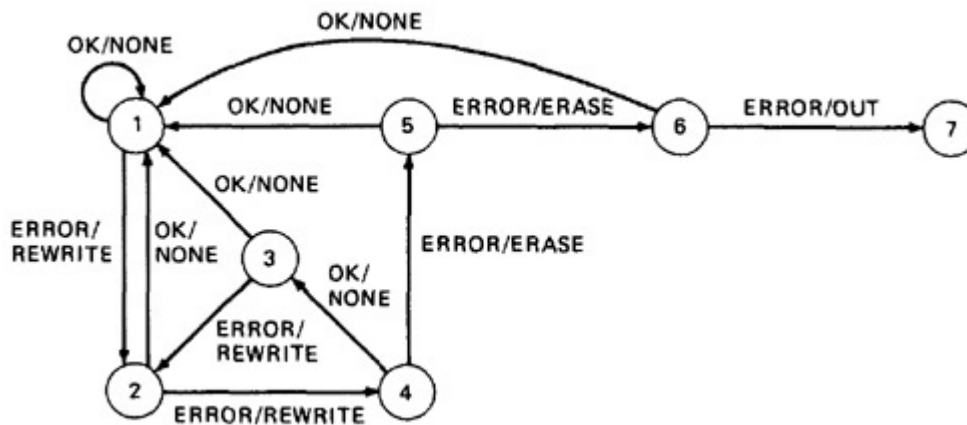 OK/NONE
OK/NONE
OK/NONE
ERROR/ERASE
ERROR/OUT
1
5
6
7
OK/NONE
ERROR/
REWRITE
OK/
NONE
3
OK/
NONE
ERROR/ERASE
ERROR/
REWRITE
2
4
ERROR/REWRITE